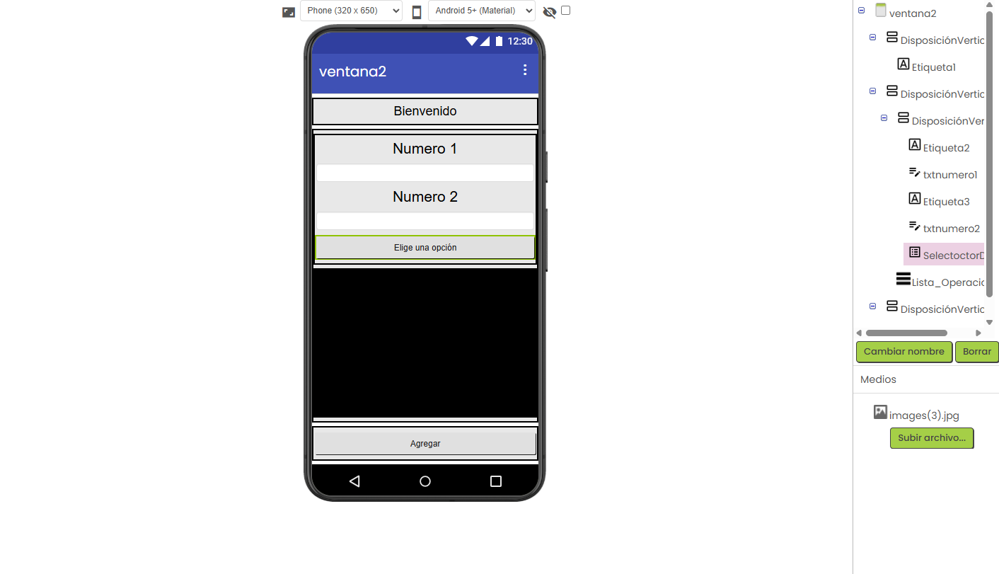 Phone (320 x 650)
Android 5+ (Material)
12:30
ventana2
Bienvenido
Numero 1
Numero 2
Elige una opción
Agregar
ventana2
DisposiciónVertic
Etiqueta1
DisposiciónVertic
DisposiciónVer
Etiqueta2
txtnumero1
Etiqueta3
txtnumero2
SelectoctorD
Lista_Operacio
DisposiciónVertic
Cambiar nombre
Borrar
Medios
images(3).jpg
Subir archivo...